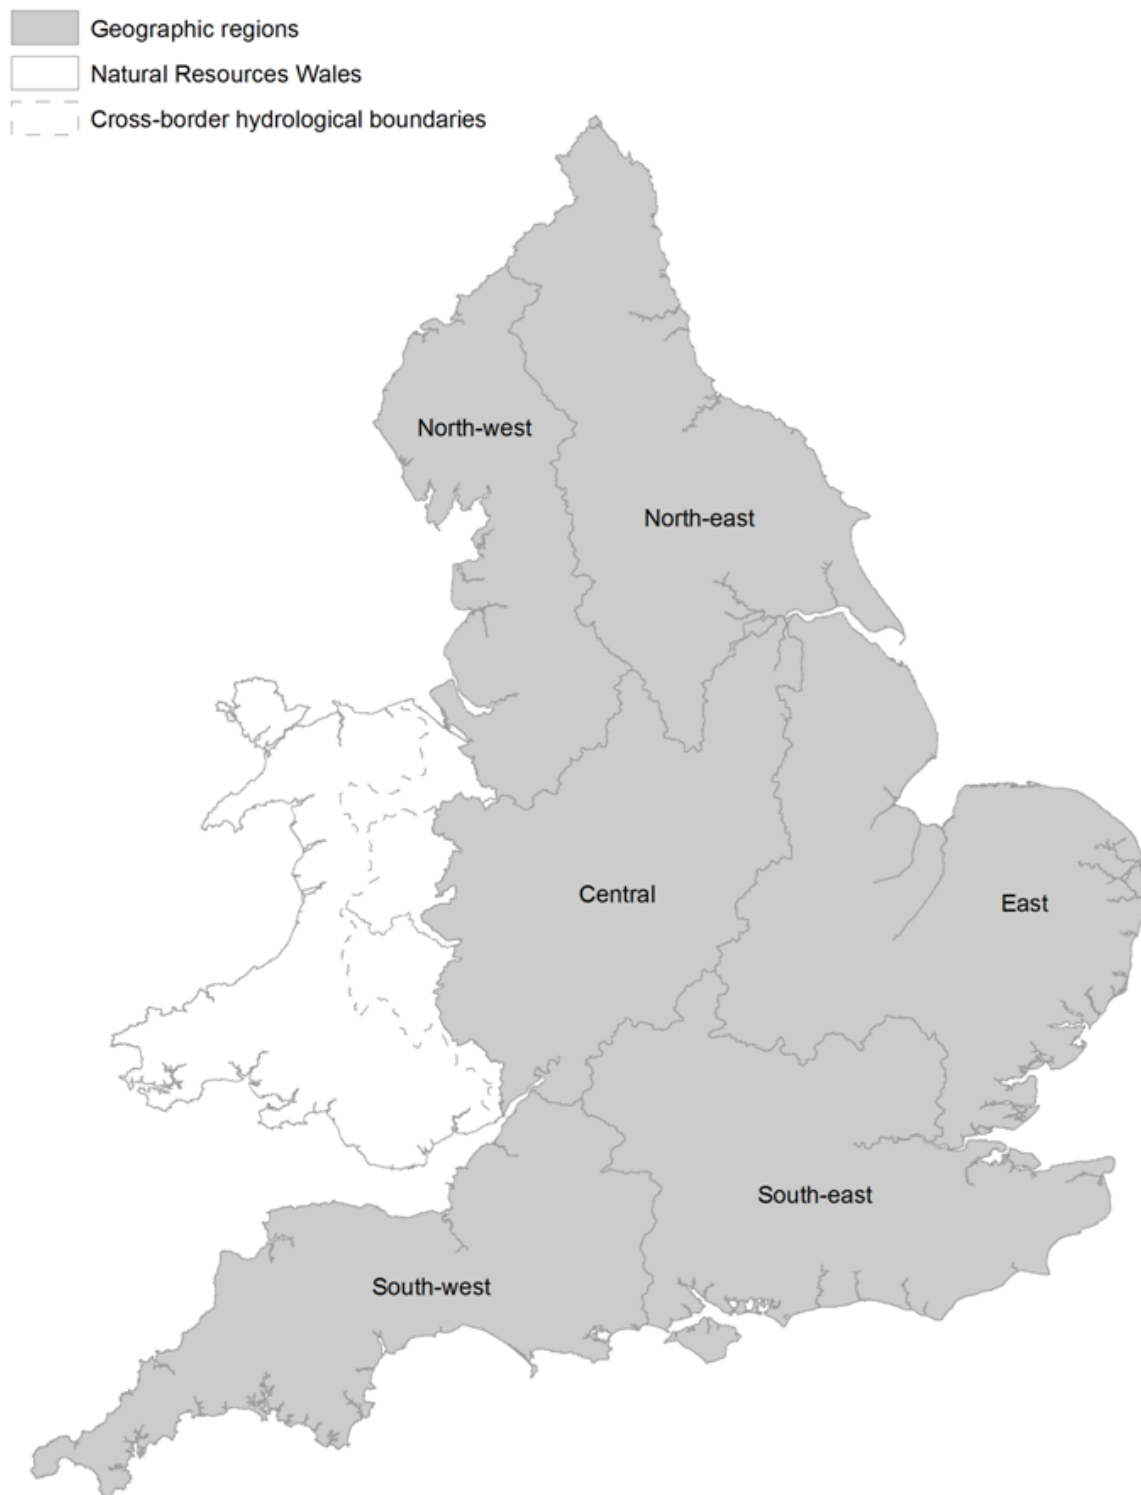 Geographic regions
Natural Resources Wales
Cross-border hydrological boundaries
North-west
North-east
Central
East
South-east
South-west